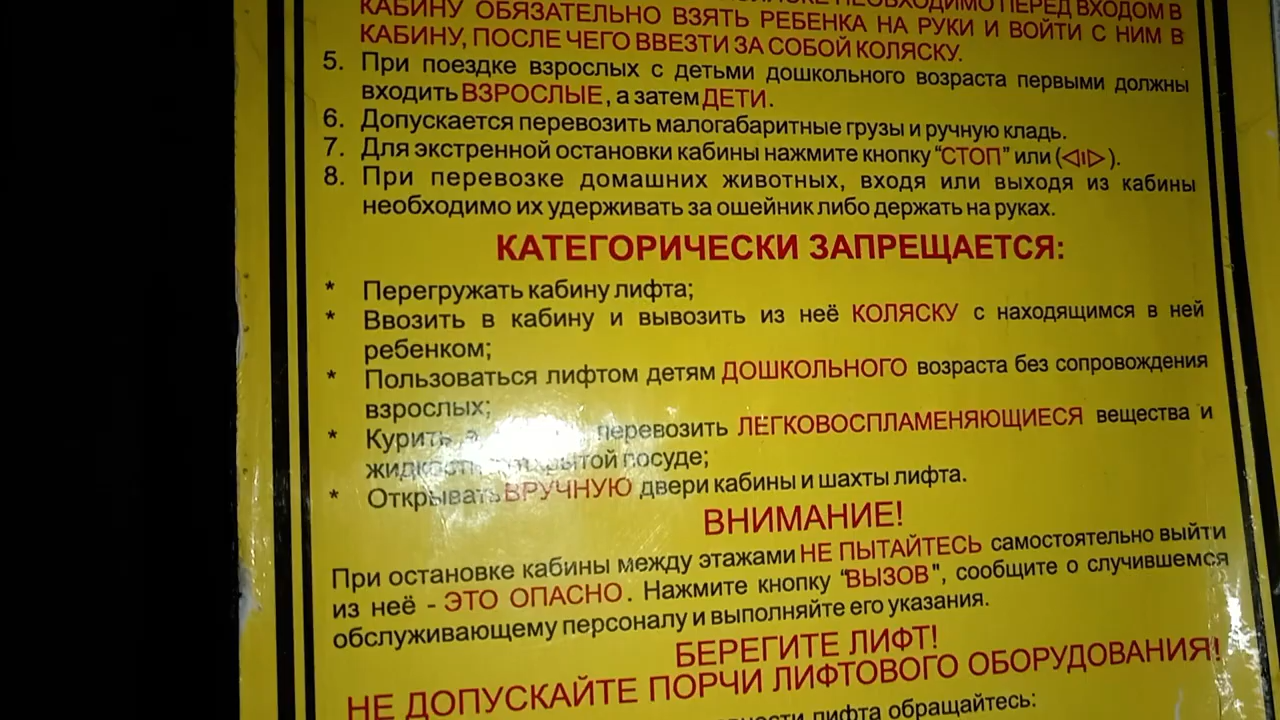 НЕОБХОДИМО ПЕРЕД ВХОДОМ В
КАБИНУ ОБЯЗАТЕЛЬНО ВЗЯТЬ РЕБЕНКА НА РУКИ И ВОЙТИ С НИМ В
КАБИНУ, ПОСЛЕ ЧЕГО ВВЕЗТИ ЗА СОБОЙ КОЛЯСКУ.
5. При поездке взрослых с детьми дошкольного возраста первыми должны
входить ВЗРОСЛЫЕ, а затем ДЕТИ.
6. Допускается перевозить малогабаритные грузы и ручную кладь.
7. Для экстренной остановки кабины нажмите кнопку "СТОП" или (◁ı▷).
8. При перевозке домашних животных, входя или выходя из кабины
необходимо их удерживать за ошейник либо держать на руках.
КАТЕГОРИЧЕСКИ ЗАПРЕЩАЕТСЯ:
* Перегружать кабину лифта;
* Ввозить в кабину и вывозить из неё КОЛЯСКУ с находящимся в ней
ребенком;
* Пользоваться лифтом детям ДОШКОЛЬНОГО возраста без сопровождения
взрослых;
* Курить перевозить ЛЕГКОВОСПЛАМЕНЯЮЩИЕСЯ вещества и
жидкости открытой посуде;
* Открывать ВРУЧНУЮ двери кабины и шахты лифта.
ВНИМАНИЕ!
При остановке кабины между этажами НЕ ПЫТАЙТЕСЬ самостоятельно выйти
из неё - ЭТО ОПАСНО. Нажмите кнопку "ВЫЗОВ", сообщите о случившемся
обслуживающему персоналу и выполняйте его указания.
БЕРЕГИТЕ ЛИФТ!
НЕ ДОПУСКАЙТЕ ПОРЧИ ЛИФТОВОГО ОБОРУДОВАНИЯ!
лифта обращайтесь: